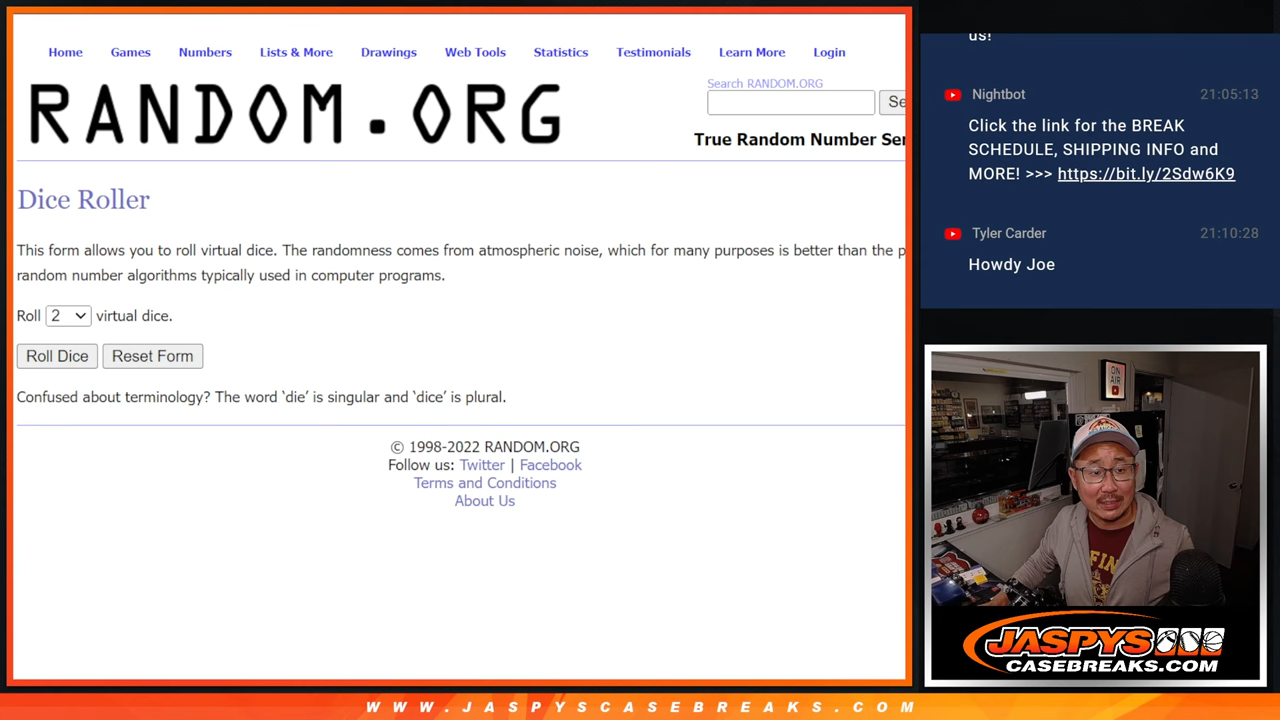 Home Games Numbers Lists & More Drawings Web Tools Statistics Testimonials Learn More Login
RANDOM.ORG
Search RANDOM.ORG
Se
True Random Number Ser
Dice Roller
This form allows you to roll virtual dice. The randomness comes from atmospheric noise, which for many purposes is better than the p
random number algorithms typically used in computer programs.
Roll 2 virtual dice.
Roll Dice Reset Form
Confused about terminology? The word ‘die’ is singular and ‘dice’ is plural.
© 1998-2022 RANDOM.ORG
Follow us: Twitter | Facebook
Terms and Conditions
About Us
us!
Nightbot 21:05:13
Click the link for the BREAK
SCHEDULE, SHIPPING INFO and
MORE! >>> https://bit.ly/2Sdw6K9
Tyler Carder 21:10:28
Howdy Joe
ON
AIR
JASPYS
CASEBREAKS.COM
WWW.JASPYSCASEBREAKS.COM